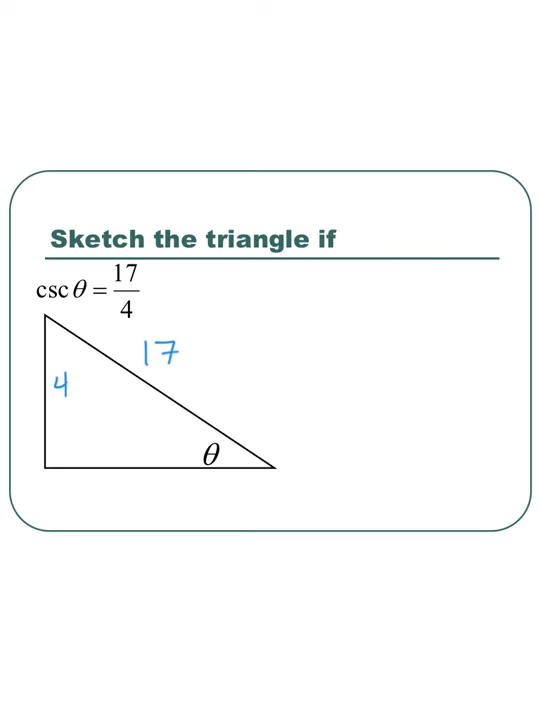 Sketch the triangle if
csc θ = 17/4
17
4
θ